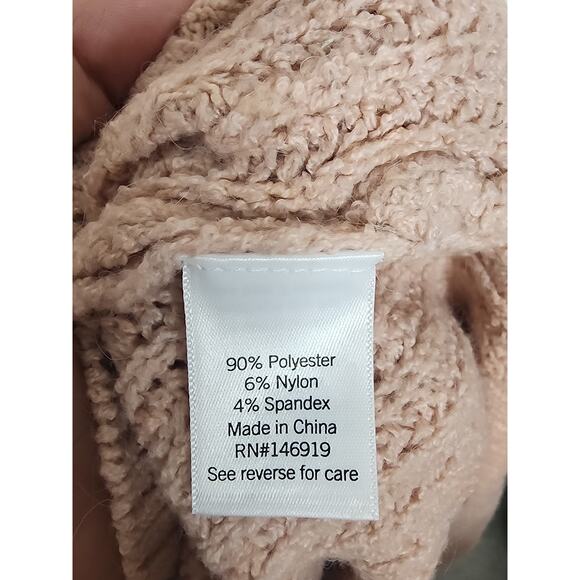 90% Polyester
6% Nylon
4% Spandex
Made in China
RN#146919
See reverse for care